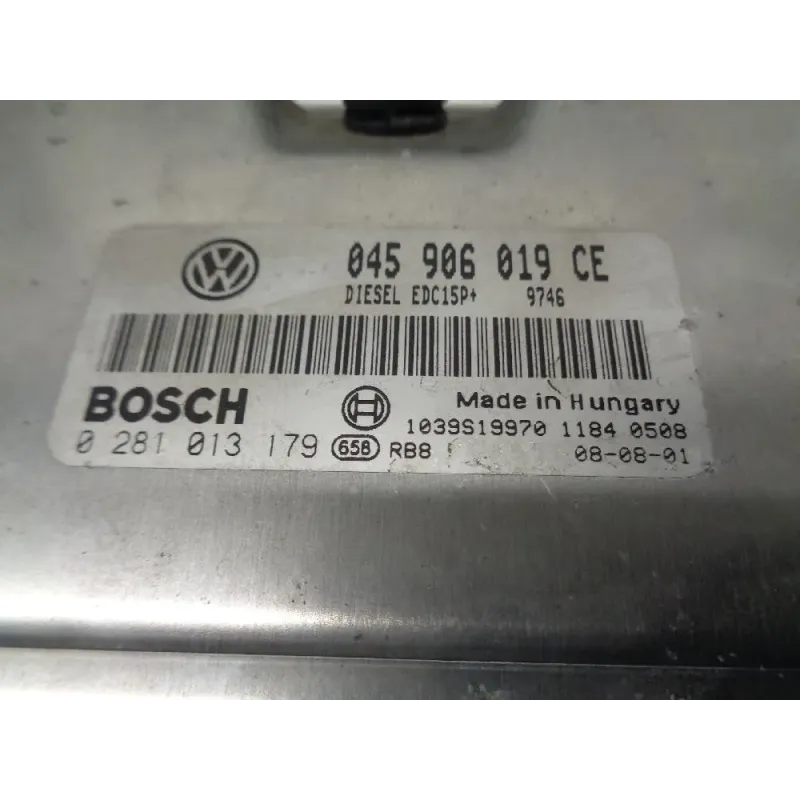 045 906 019 CE
DIESEL EDC15P+ 9746
BOSCH
Made in Hungary
0 281 013 179 658 RB8
1039S19970 1184 0508
08-08-01